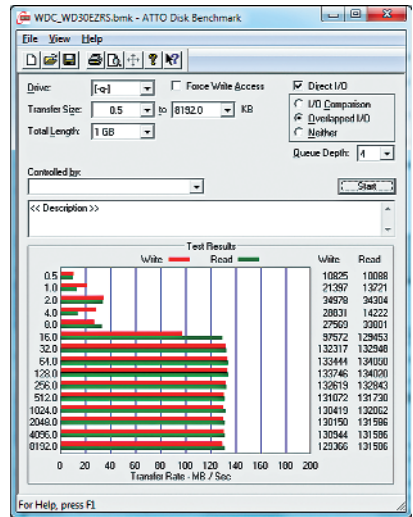 WDC_WD30EZRS.bmk - ATTO Disk Benchmark
File View Help
Drive: [-q-] Force Write Access Direct I/O
Transfer Size: 0.5 to 8192.0 KB I/O Comparison
Overlapped I/O
Total Length: 1 GB Neither
Queue Depth: 4
Controlled by:
Start
<< Description >>
Test Results
Write Read Write Read
0.5 10825 10088
1.0 21397 13721
2.0 34978 34304
4.0 28831 14222
8.0 27569 33801
16.0 97572 129453
32.0 132317 132948
64.0 133444 134050
128.0 133746 134020
256.0 132619 132843
512.0 131072 131730
1024.0 130419 132062
2048.0 130150 131586
4096.0 130944 131586
8192.0 129366 131586
0 20 40 60 80 100 120 140 160 180 200
Transfer Rate - MB / Sec
For Help, press F1